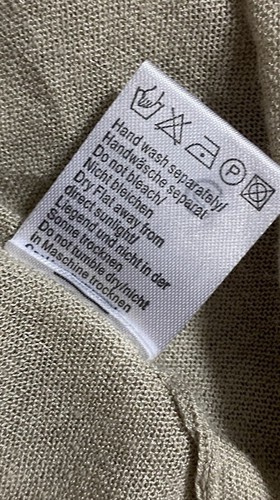 P
Hand wash separately/
Handwäsche separat
Do not bleach/
Nicht bleichen
Dry Flat away from
direct sunlight/
Liegend und nicht in der
Sonne trocknen
Do not tumble dry/nicht
in Maschine trocknen